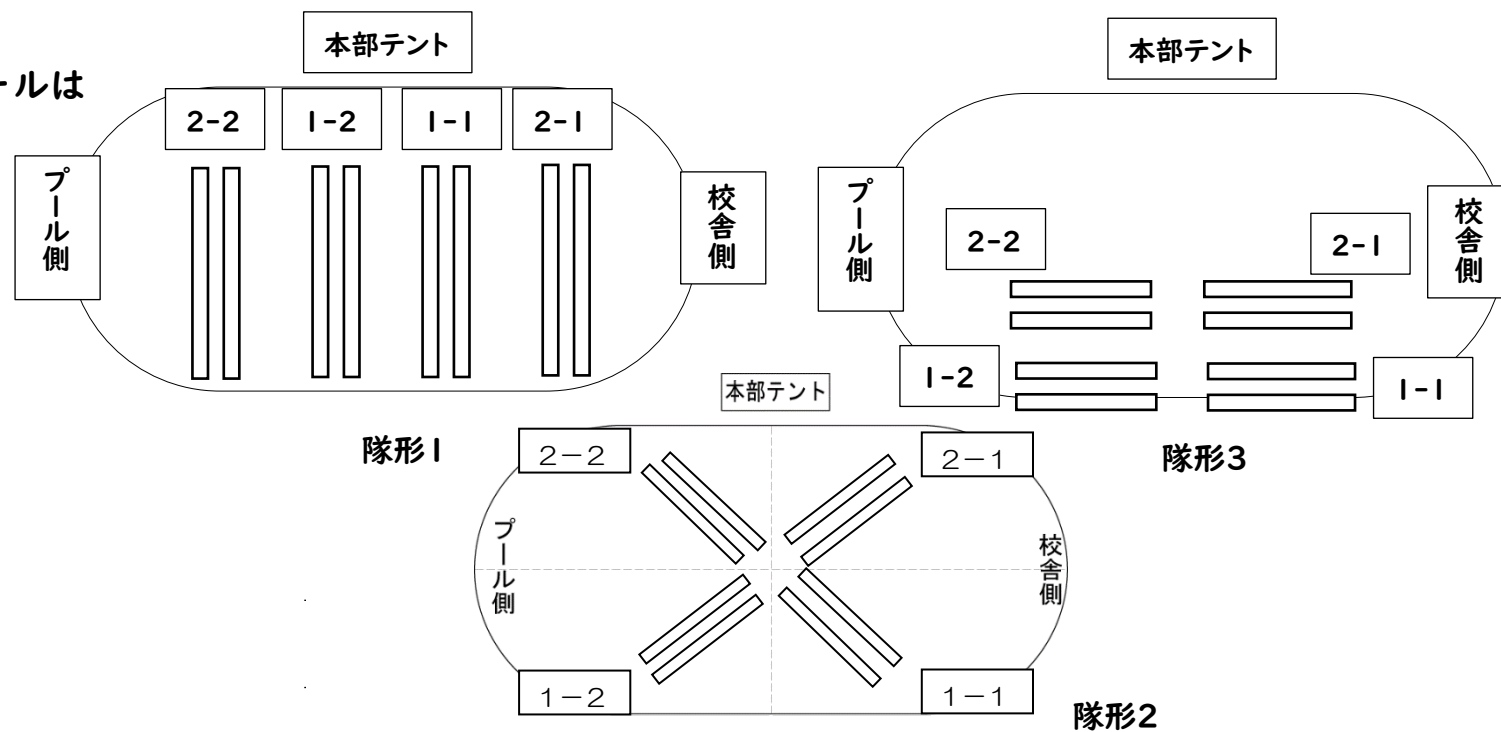 ールは
本部テント
2-2
1-2
1-1
2-1
プール側
校舎側
隊形1
本部テント
プール側
校舎側
2-2
2-1
1-2
1-1
隊形3
本部テント
2－2
2－1
プール側
校舎側
1－2
1－1
隊形2